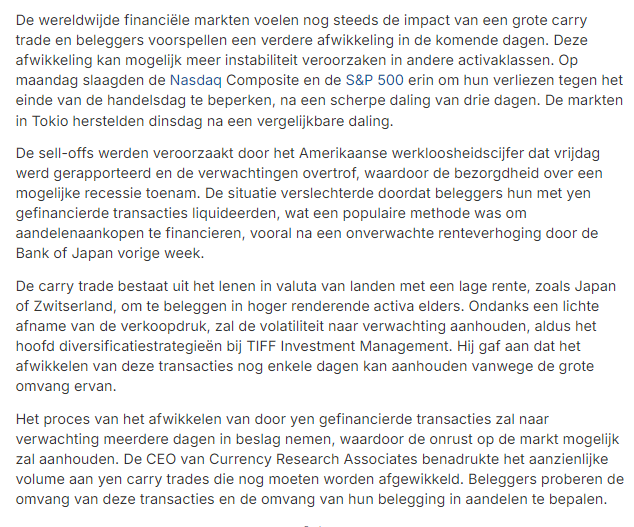 De wereldwijde financiële markten voelen nog steeds de impact van een grote carry
trade en beleggers voorspellen een verdere afwikkeling in de komende dagen. Deze
afwikkeling kan mogelijk meer instabiliteit veroorzaken in andere activaklassen. Op
maandag slaagden de Nasdaq Composite en de S&P 500 erin om hun verliezen tegen het
einde van de handelsdag te beperken, na een scherpe daling van drie dagen. De markten
in Tokio herstelden dinsdag na een vergelijkbare daling.
De sell-offs werden veroorzaakt door het Amerikaanse werkloosheidscijfer dat vrijdag
werd gerapporteerd en de verwachtingen overtrof, waardoor de bezorgdheid over een
mogelijke recessie toenam. De situatie verslechterde doordat beleggers hun met yen
gefinancierde transacties liquideerden, wat een populaire methode was om
aandelenaankopen te financieren, vooral na een onverwachte renteverhoging door de
Bank of Japan vorige week.
De carry trade bestaat uit het lenen in valuta van landen met een lage rente, zoals Japan
of Zwitserland, om te beleggen in hoger renderende activa elders. Ondanks een lichte
afname van de verkoopdruk, zal de volatiliteit naar verwachting aanhouden, aldus het
hoofd diversificatiestrategieën bij TIFF Investment Management. Hij gaf aan dat het
afwikkelen van deze transacties nog enkele dagen kan aanhouden vanwege de grote
omvang ervan.
Het proces van het afwikkelen van door yen gefinancierde transacties zal naar
verwachting meerdere dagen in beslag nemen, waardoor de onrust op de markt mogelijk
zal aanhouden. De CEO van Currency Research Associates benadrukte het aanzienlijke
volume aan yen carry trades die nog moeten worden afgewikkeld. Beleggers proberen de
omvang van deze transacties en de omvang van hun belegging in aandelen te bepalen.